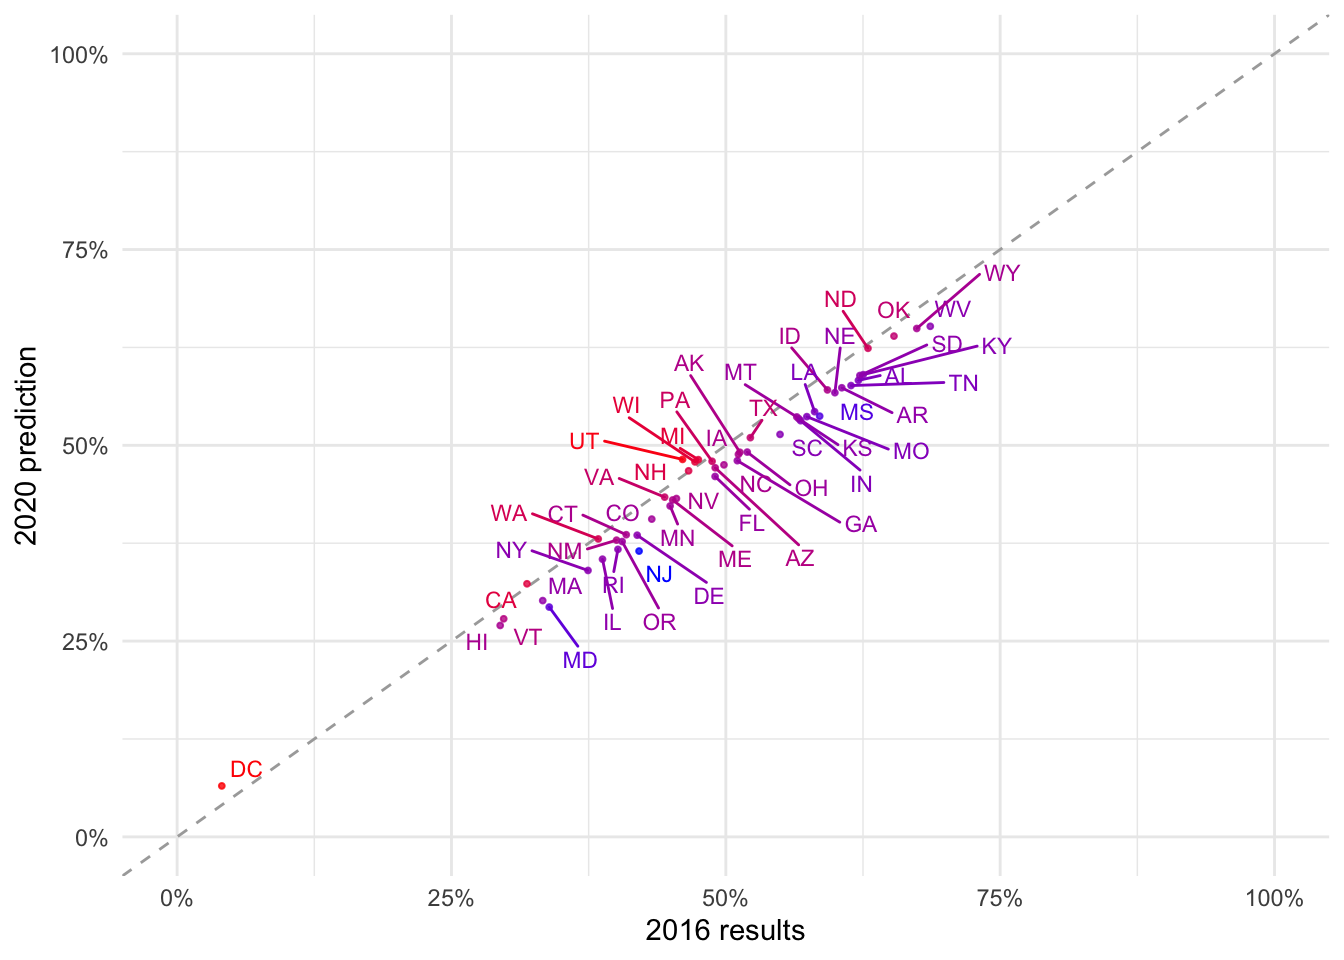 100%
75%
50%
25%
0%
2020 prediction
WY
ND
OK
WV
ID
NE
SD
KY
AK
MT
LA
AL
TN
PA
WI
TX
MS
AR
UT
MI
IA
SC
KS
MO
VA
NH
NC
OH
IN
WA
CT
CO
NV
FL
GA
NY
NM
MN
ME
AZ
MA
RI
NJ
DE
CA
IL
OR
HI
VT
MD
DC
0%
25%
50%
75%
100%
2016 results